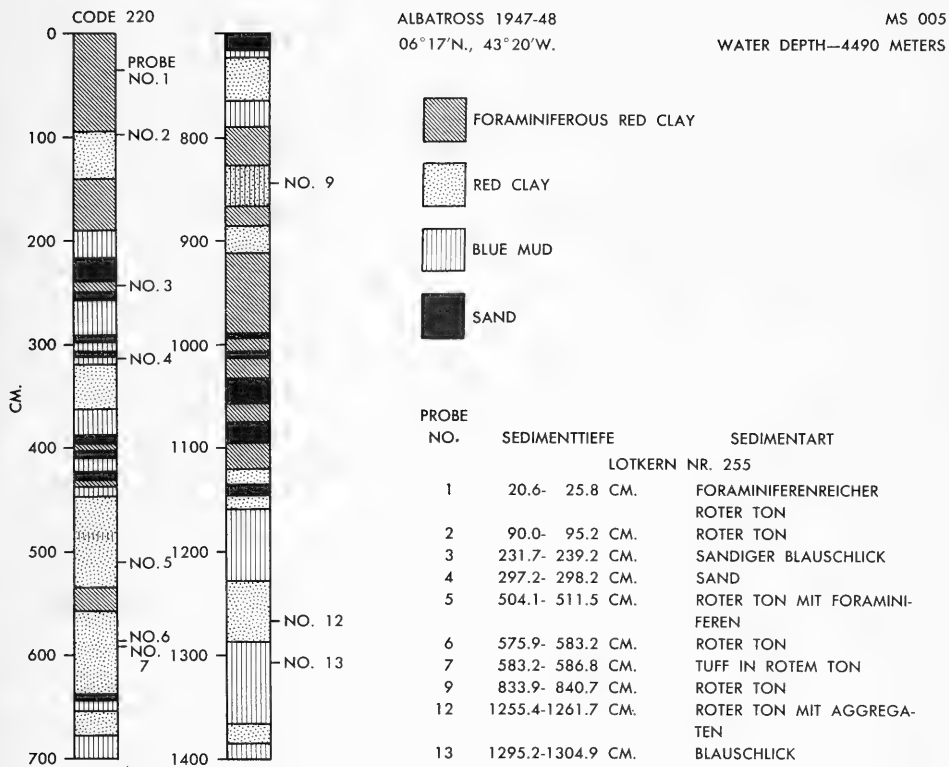 CODE 220
ALBATROSS 1947-48
MS 005
06°17'N., 43°20'W.
WATER DEPTH—4490 METERS
0
100
200
300
400
500
600
700
CM.
PROBE
NO. 1
NO. 2
NO. 3
NO. 4
NO. 5
NO.6
NO.
7
800
900
1000
1100
1200
1300
1400
NO. 9
NO. 12
NO. 13
FORAMINIFEROUS RED CLAY
RED CLAY
BLUE MUD
SAND
PROBE
NO. SEDIMENTTIEFE SEDIMENTART
LOTKERN NR. 255
1 20.6- 25.8 CM. FORAMINIFERENREICHER
ROTER TON
2 90.0- 95.2 CM. ROTER TON
3 231.7- 239.2 CM. SANDIGER BLAUSCHLICK
4 297.2- 298.2 CM. SAND
5 504.1- 511.5 CM. ROTER TON MIT FORAMINI-
FEREN
6 575.9- 583.2 CM. ROTER TON
7 583.2- 586.8 CM. TUFF IN ROTEM TON
9 833.9- 840.7 CM. ROTER TON
12 1255.4-1261.7 CM. ROTER TON MIT AGGREGA-
TEN
13 1295.2-1304.9 CM. BLAUSCHLICK